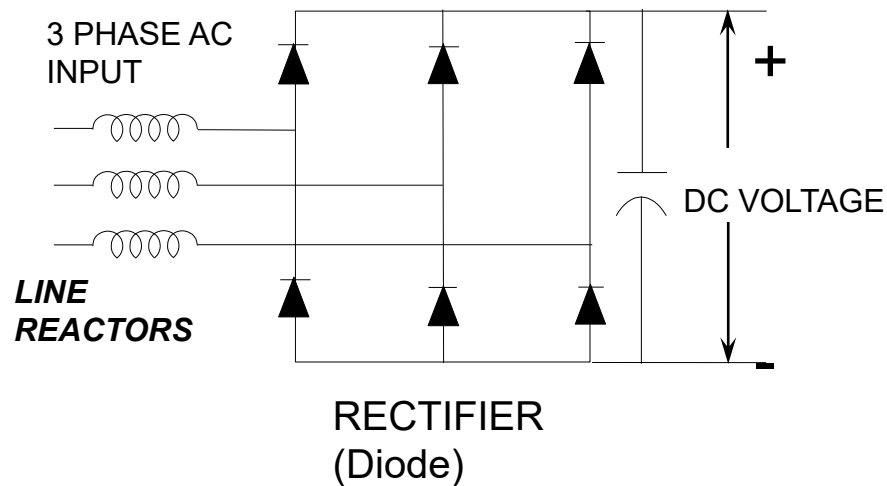 3 PHASE AC
INPUT
+
DC VOLTAGE
LINE
REACTORS
-
RECTIFIER
(Diode)